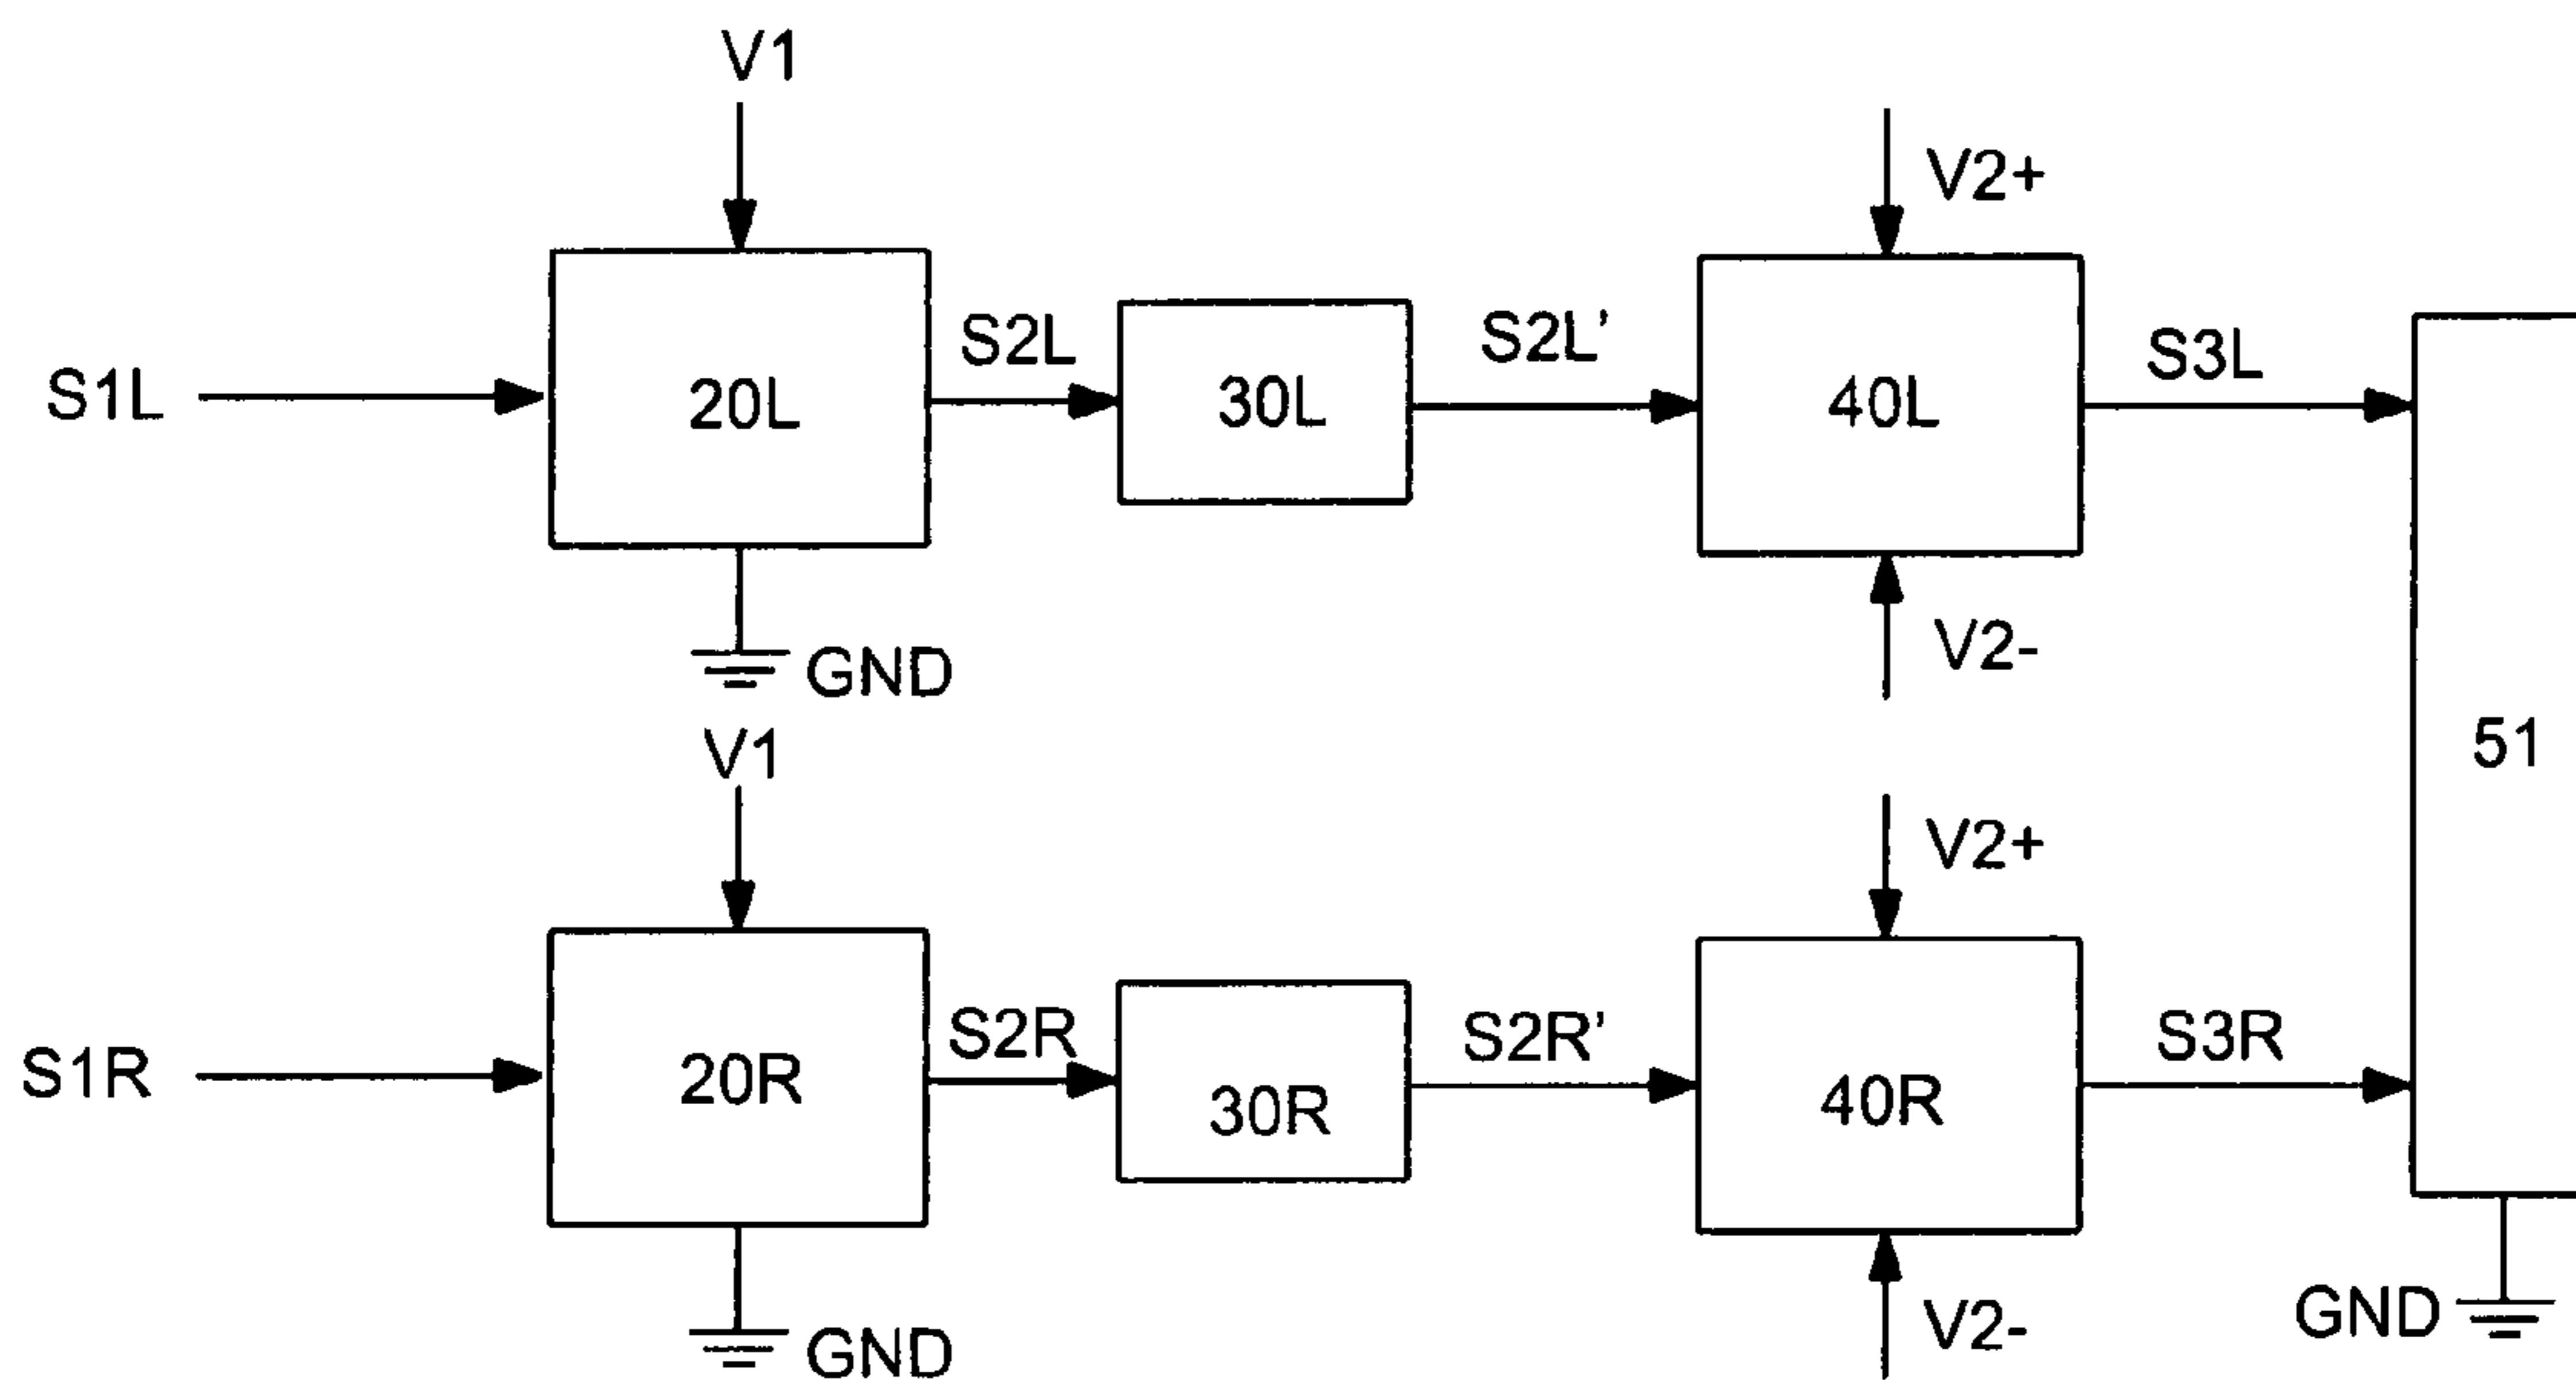 V1
V2+
S1L
20L
S2L
30L
S2L’
40L
S3L
V2-
GND
51
V1
V2+
S1R
20R
S2R
30R
S2R’
40R
S3R
V2-
GND
GND